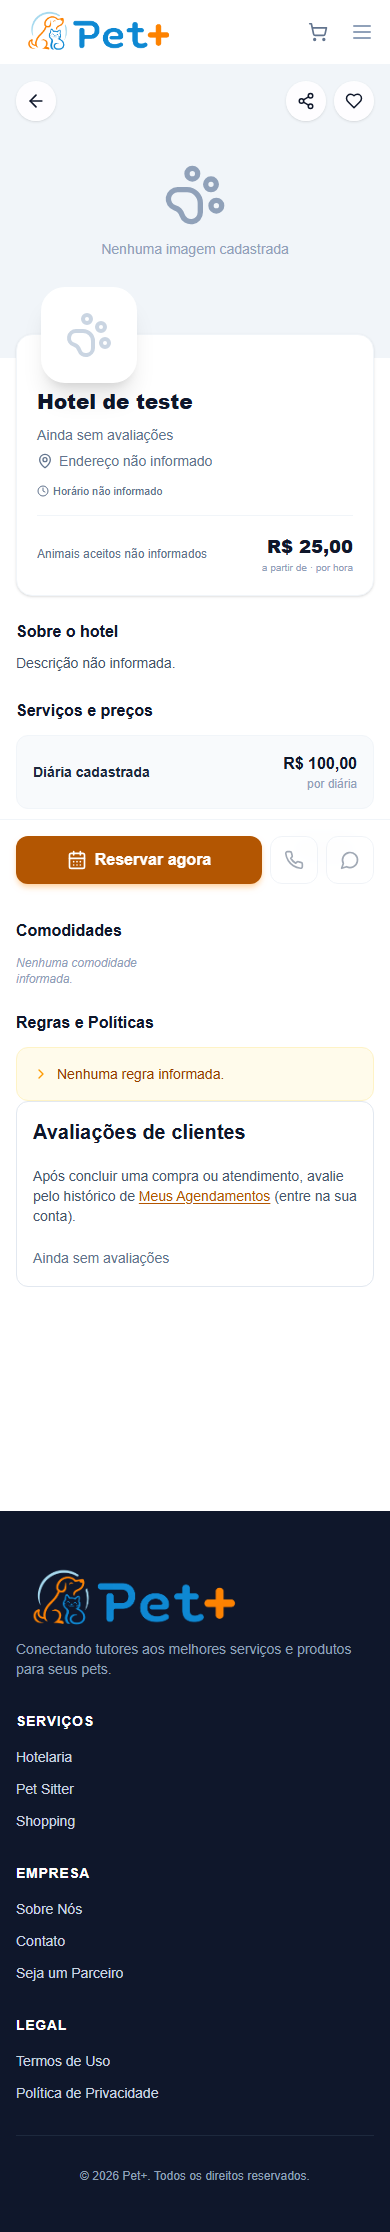 Pet+
Nenhuma imagem cadastrada
Hotel de teste
Ainda sem avaliações
Endereço não informado
Horário não informado
Animais aceitos não informados
R$ 25,00
a partir de · por hora
Sobre o hotel
Descrição não informada.
Serviços e preços
Diária cadastrada
R$ 100,00
por diária
Reservar agora
Comodidades
Nenhuma comodidade
informada.
Regras e Políticas
Nenhuma regra informada.
Avaliações de clientes
Após concluir uma compra ou atendimento, avalie
pelo histórico de Meus Agendamentos (entre na sua
conta).
Ainda sem avaliações
Pet+
Conectando tutores aos melhores serviços e produtos
para seus pets.
SERVIÇOS
Hotelaria
Pet Sitter
Shopping
EMPRESA
Sobre Nós
Contato
Seja um Parceiro
LEGAL
Termos de Uso
Política de Privacidade
© 2026 Pet+. Todos os direitos reservados.